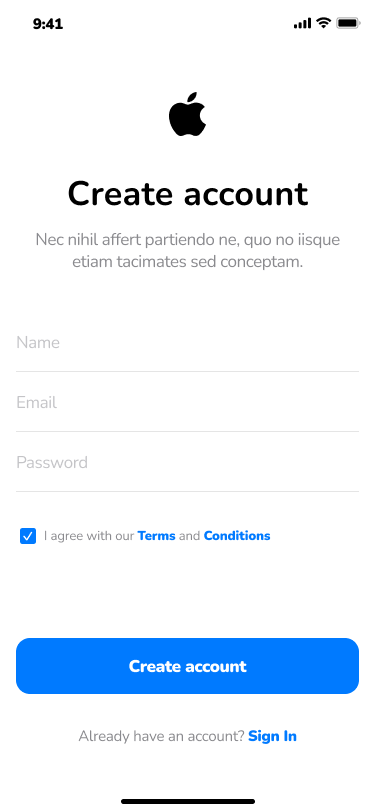 9:41
Create account
Nec nihil affert partiendo ne, quo no iisque
etiam tacimates sed conceptam.
Name
Email
Password
I agree with our Terms and Conditions
Create account
Already have an account? Sign In